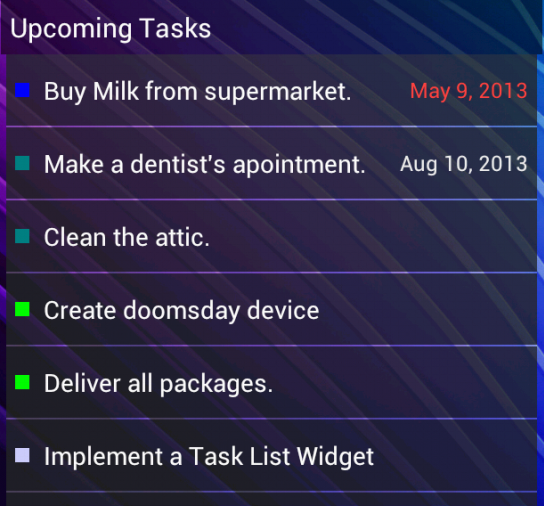 Upcoming Tasks
Buy Milk from supermarket. May 9, 2013
Make a dentist's apointment. Aug 10, 2013
Clean the attic.
Create doomsday device
Deliver all packages.
Implement a Task List Widget